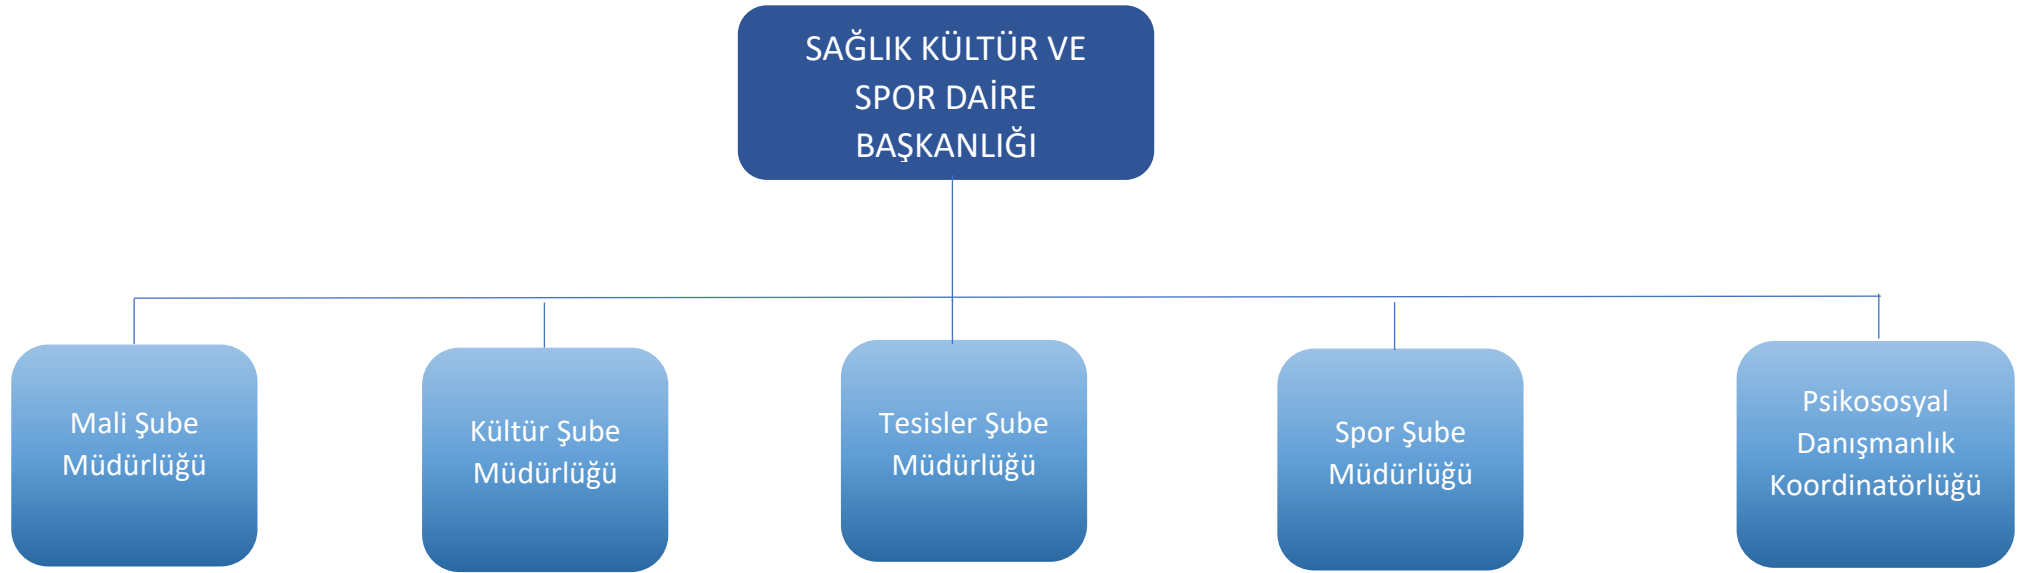 SAĞLIK KÜLTÜR VE
SPOR DAİRE
BAŞKANLIĞI
Mali Şube
Müdürlüğü
Kültür Şube
Müdürlüğü
Tesisler Şube
Müdürlüğü
Spor Şube
Müdürlüğü
Psikososyal
Danışmanlık
Koordinatörlüğü